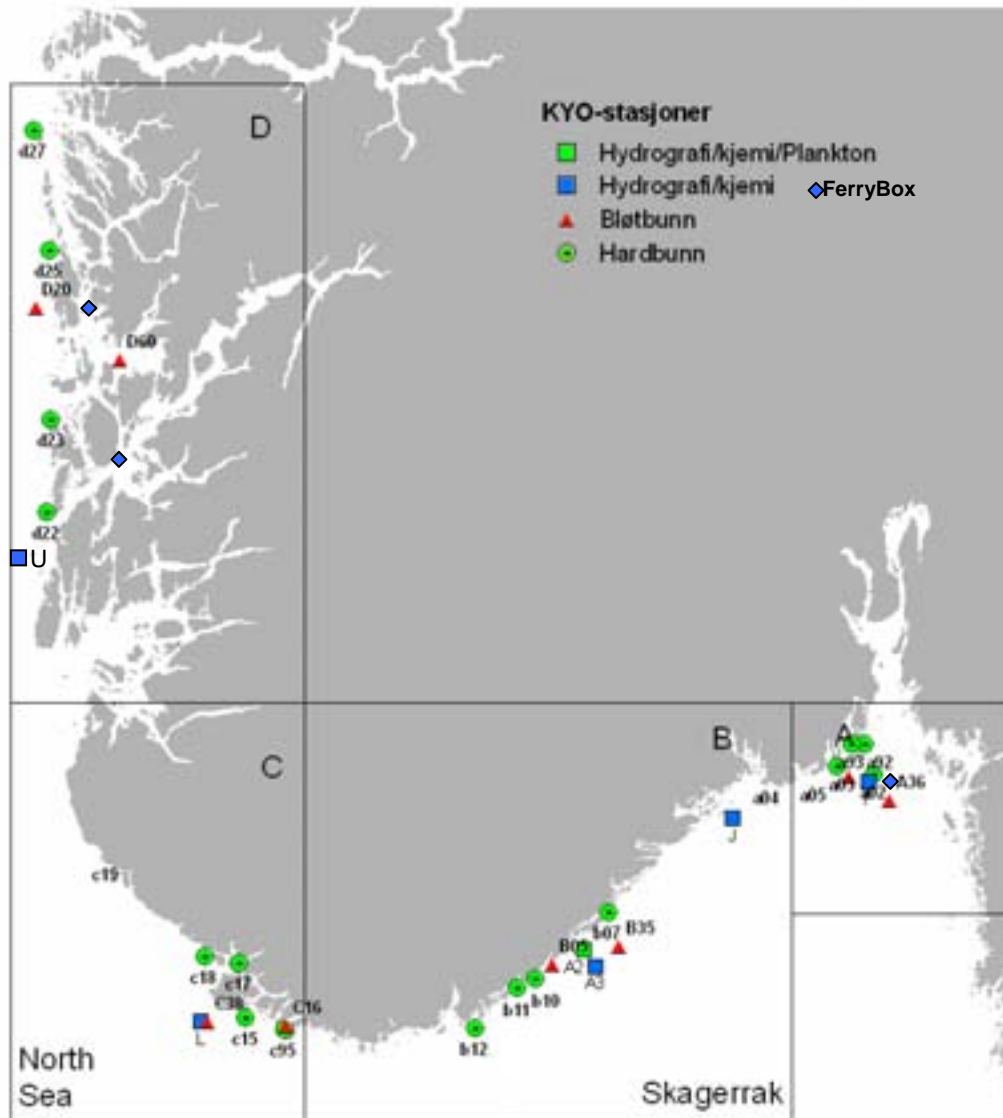 D
KYO-stasjoner
Hydrografi/kjemi/Plankton
Hydrografi/kjemi
FerryBox
Bløtbunn
Hardbunn
d27
d25
D20
D60
d23
d22
U
C
B
A
a93
a92
a05
a03
a02
A36
a04
J
c19
b07
B35
B05
A2
A3
b10
b11
b12
c18
c17
C38
C16
L
c15
c95
North
Sea
Skagerrak